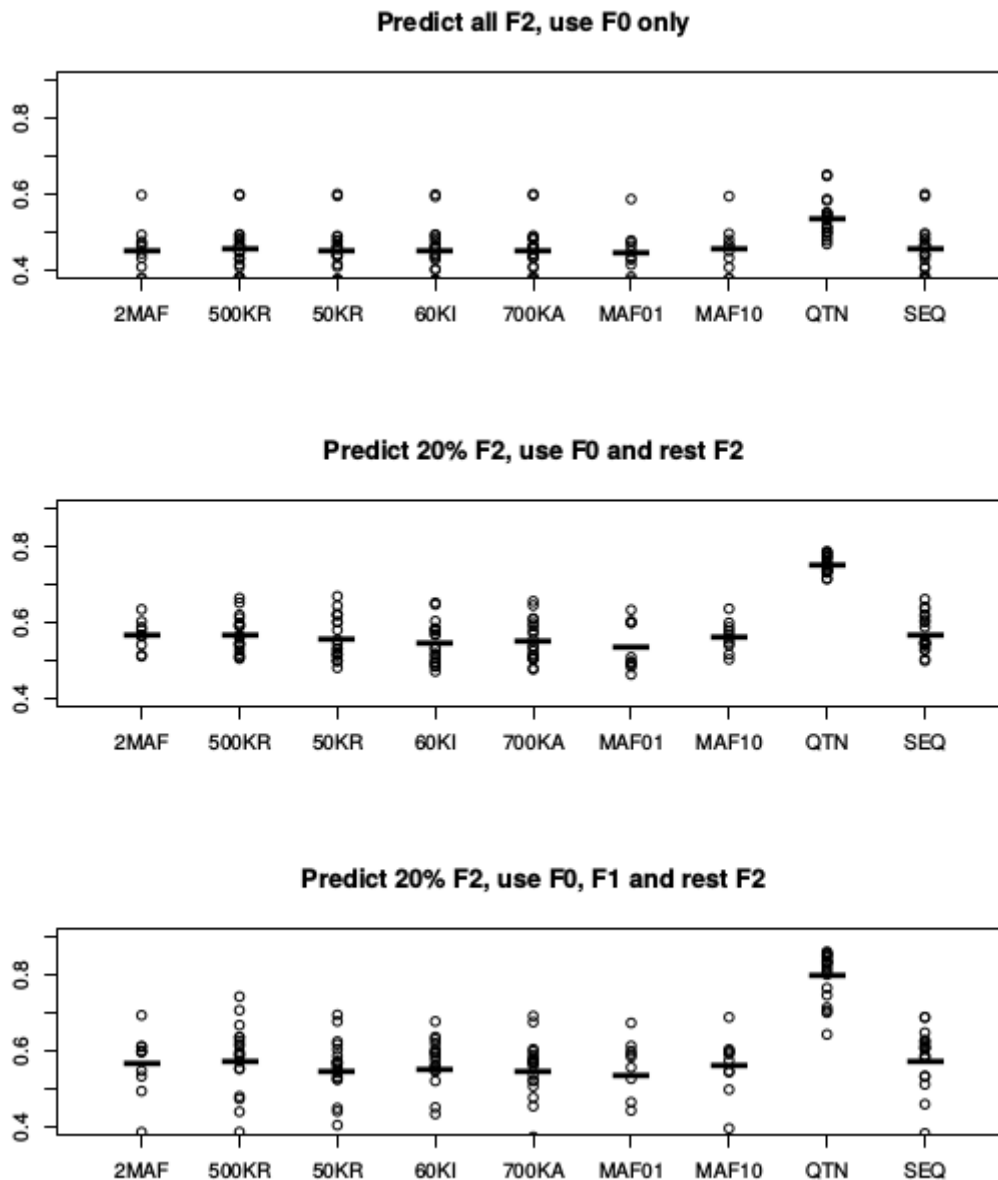 Predict all F2, use F0 only
0.8
0.6
0.4
2MAF 500KR 50KR 60KI 700KA MAF01 MAF10 QTN SEQ
Predict 20% F2, use F0 and rest F2
0.8
0.6
0.4
2MAF 500KR 50KR 60KI 700KA MAF01 MAF10 QTN SEQ
Predict 20% F2, use F0, F1 and rest F2
0.8
0.6
0.4
2MAF 500KR 50KR 60KI 700KA MAF01 MAF10 QTN SEQ